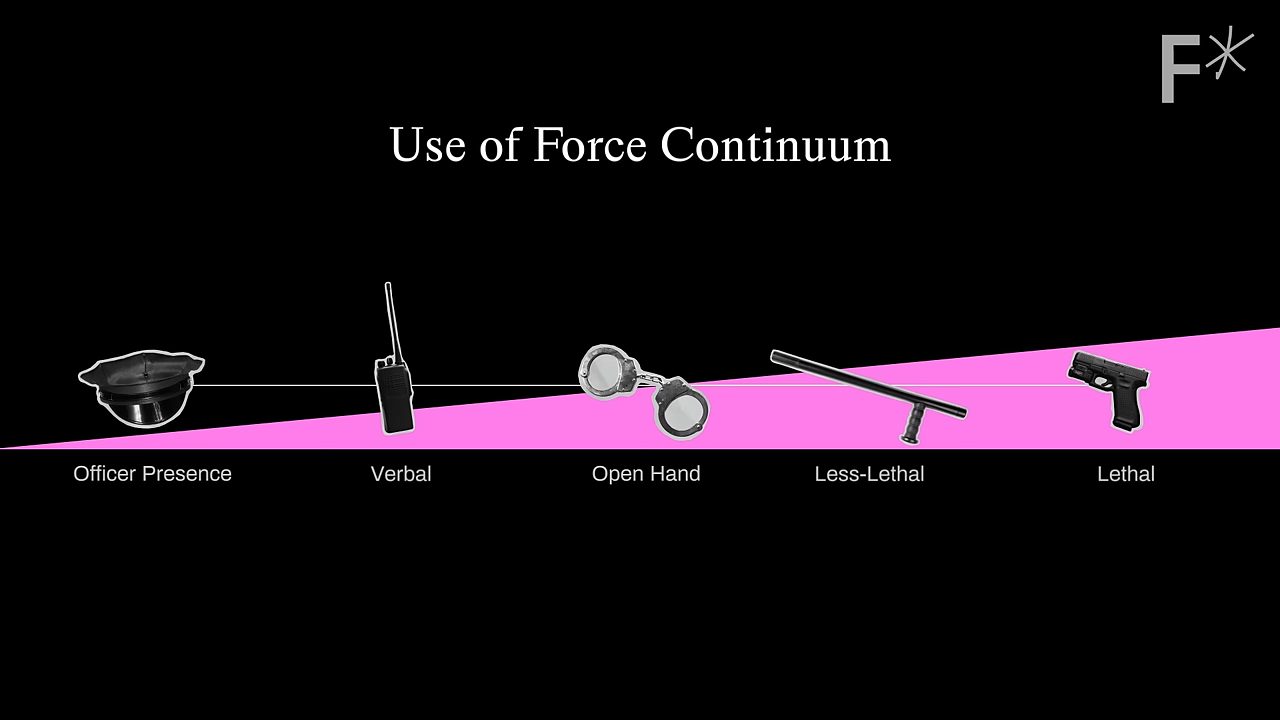 F*
Use of Force Continuum
Officer Presence
Verbal
Open Hand
Less-Lethal
Lethal